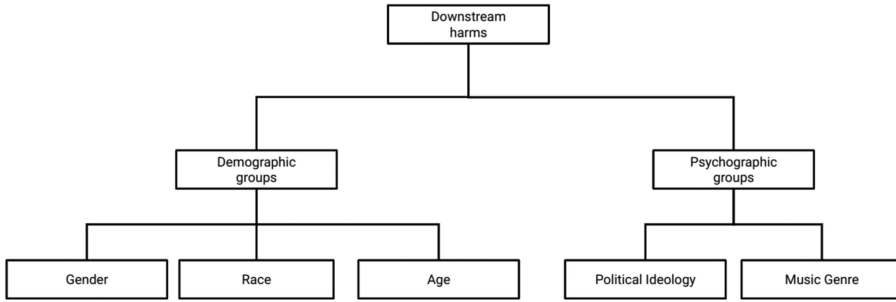 Downstream
harms
Demographic
groups
Psychographic
groups
Gender
Race
Age
Political Ideology
Music Genre